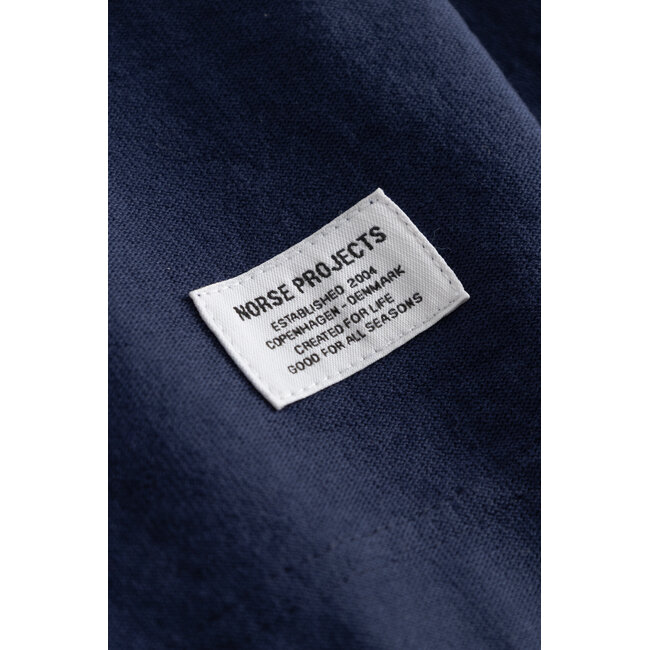 NORSE PROJECTS
ESTABLISHED 2004
COPENHAGEN - DENMARK
CREATED FOR LIFE
GOOD FOR ALL SEASONS